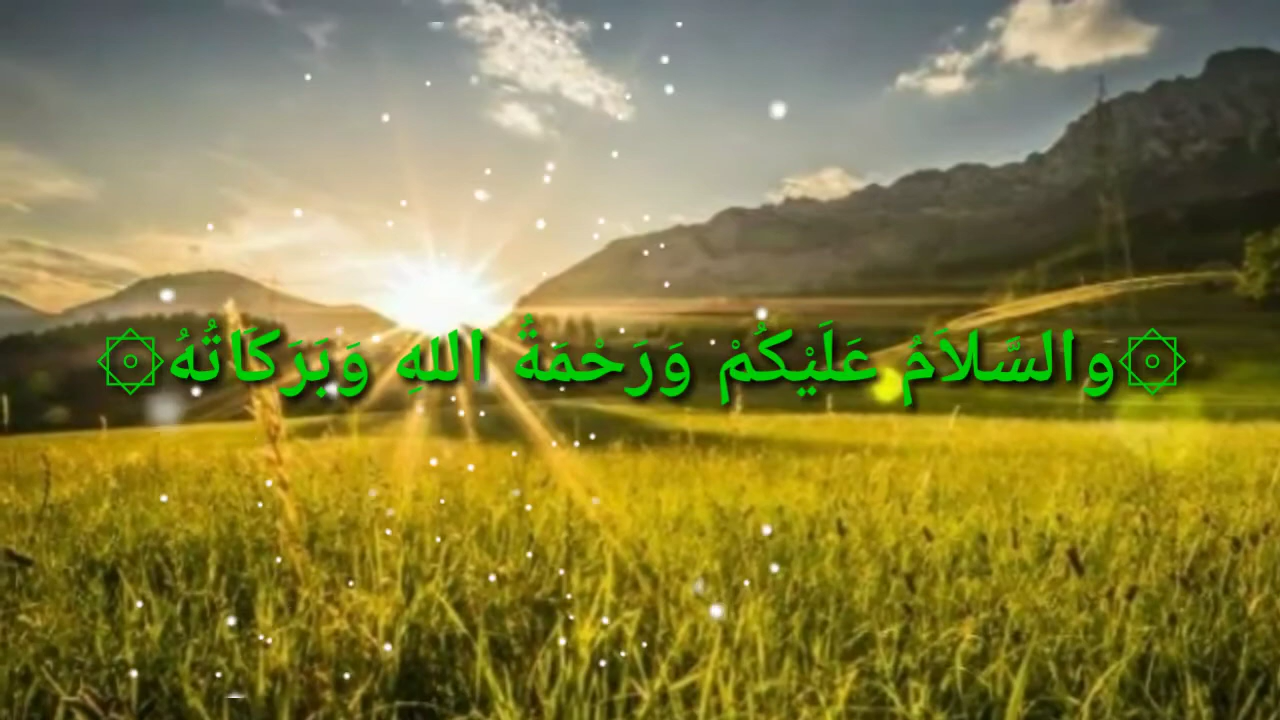 ۞والسَّلاَمُ عَلَيْكُمْ وَرَحْمَةُ اللهِ وَبَرَكَاتُهُ۞